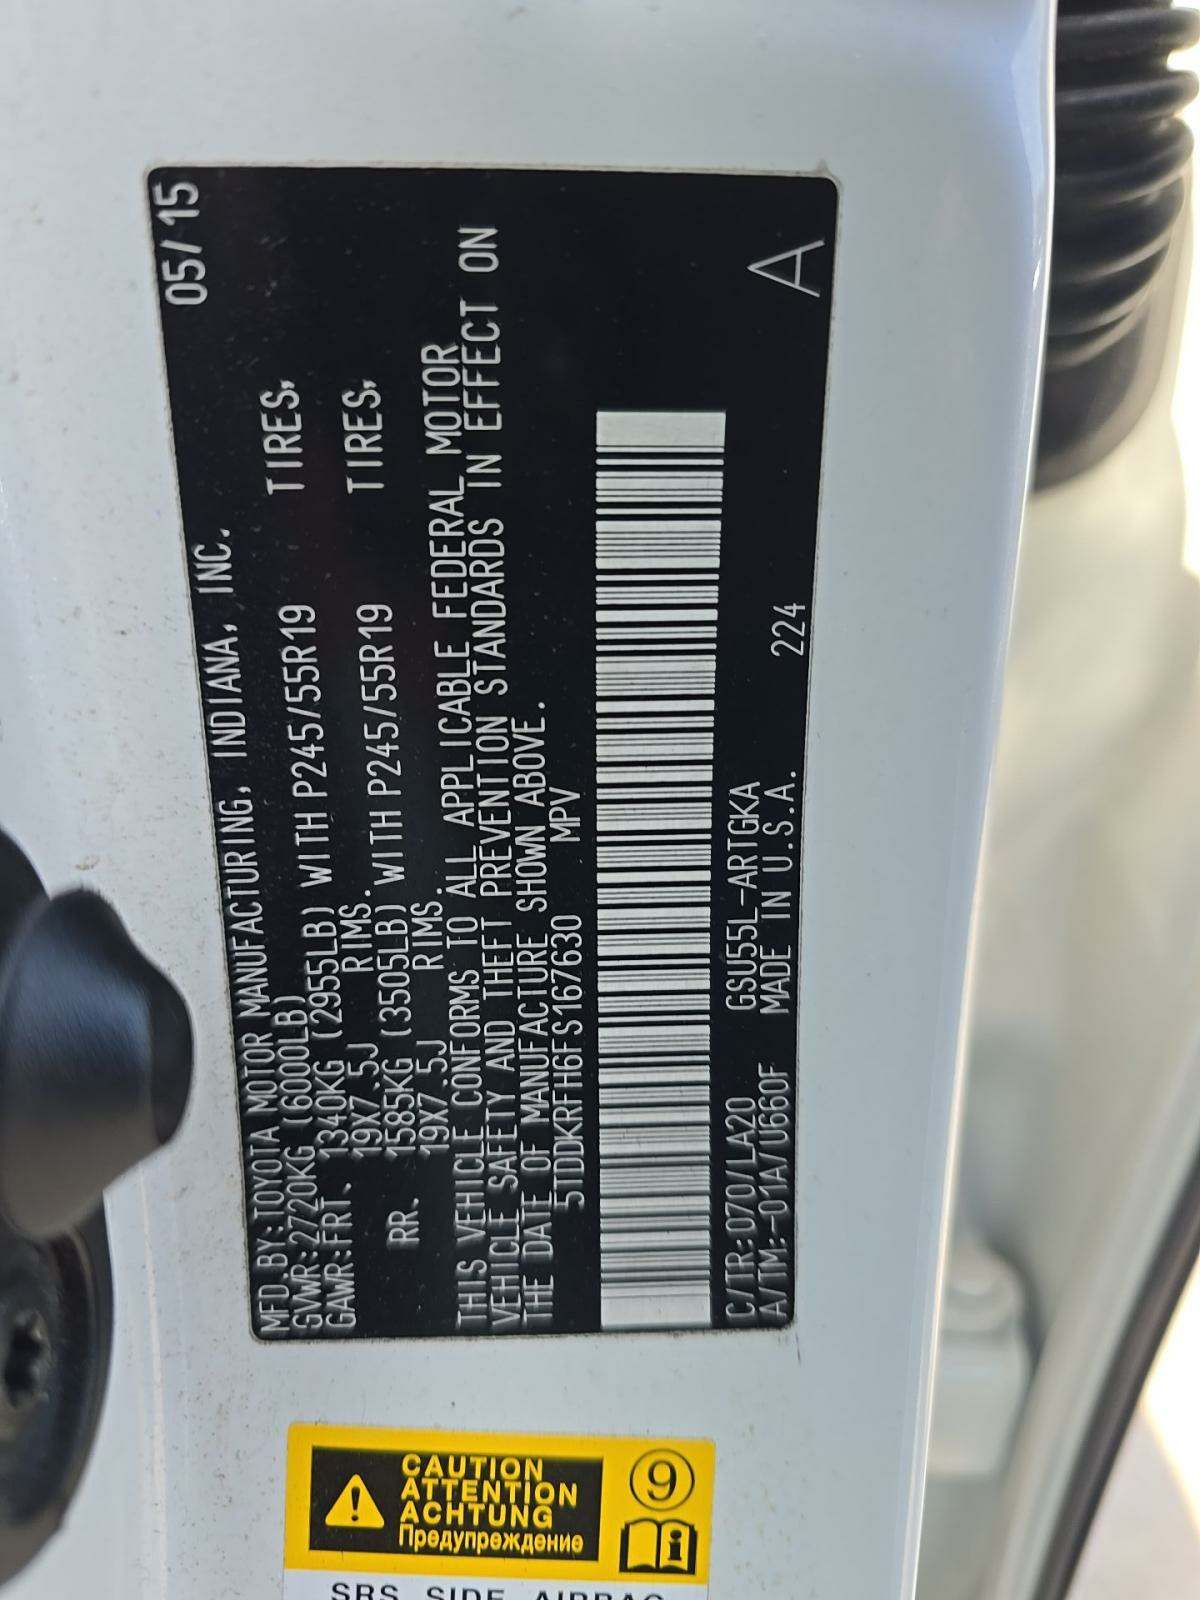 05/15
MFD.BY:TOYOTA MOTOR MANUFACTURING, INDIANA, INC.
GVWR:2720KG (6000LB)
GAWR:FRT. 1340KG (2955LB) WITH P245/55R19 TIRES,
19X7.5J RIMS.
RR. 1585KG (3505LB) WITH P245/55R19 TIRES,
19X7.5J RIMS.
THIS VEHICLE CONFORMS TO ALL APPLICABLE FEDERAL MOTOR
VEHICLE SAFETY AND THEFT PREVENTION STANDARDS IN EFFECT ON
THE DATE OF MANUFACTURE SHOWN ABOVE.
5TDDKRFH6FS167630 MPV
C/TR:070/LA20 GSU55L-ARTGKA
A/TM:-01A/U660F MADE IN U.S.A. 224
A
CAUTION
ATTENTION
ACHTUNG
Предупреждение
9
SRS SIDE AIRBAG